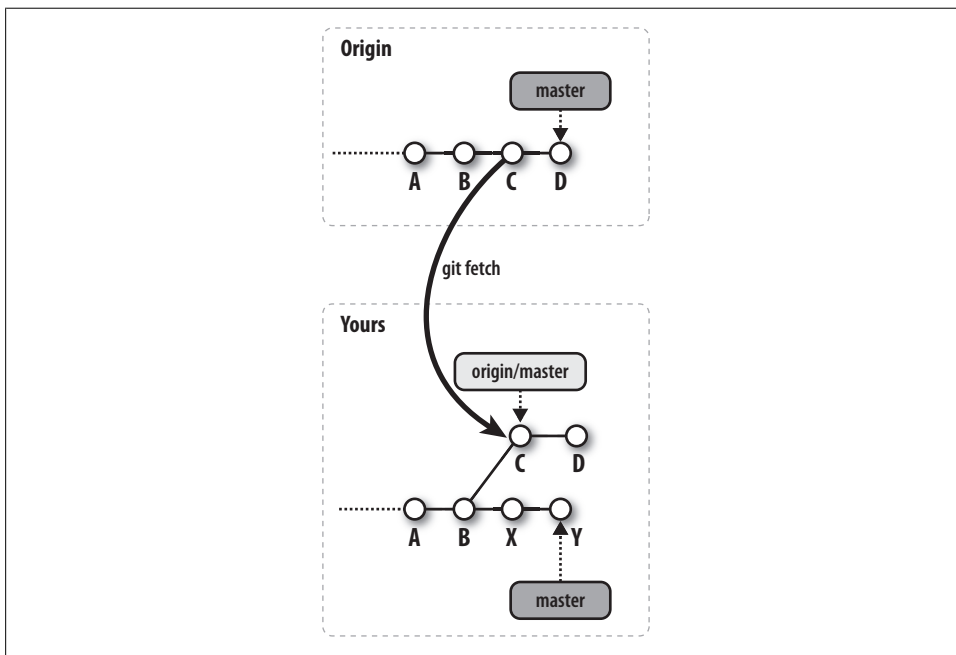 Origin
master
A B C D
git fetch
Yours
origin/master
C D
A B X Y
master